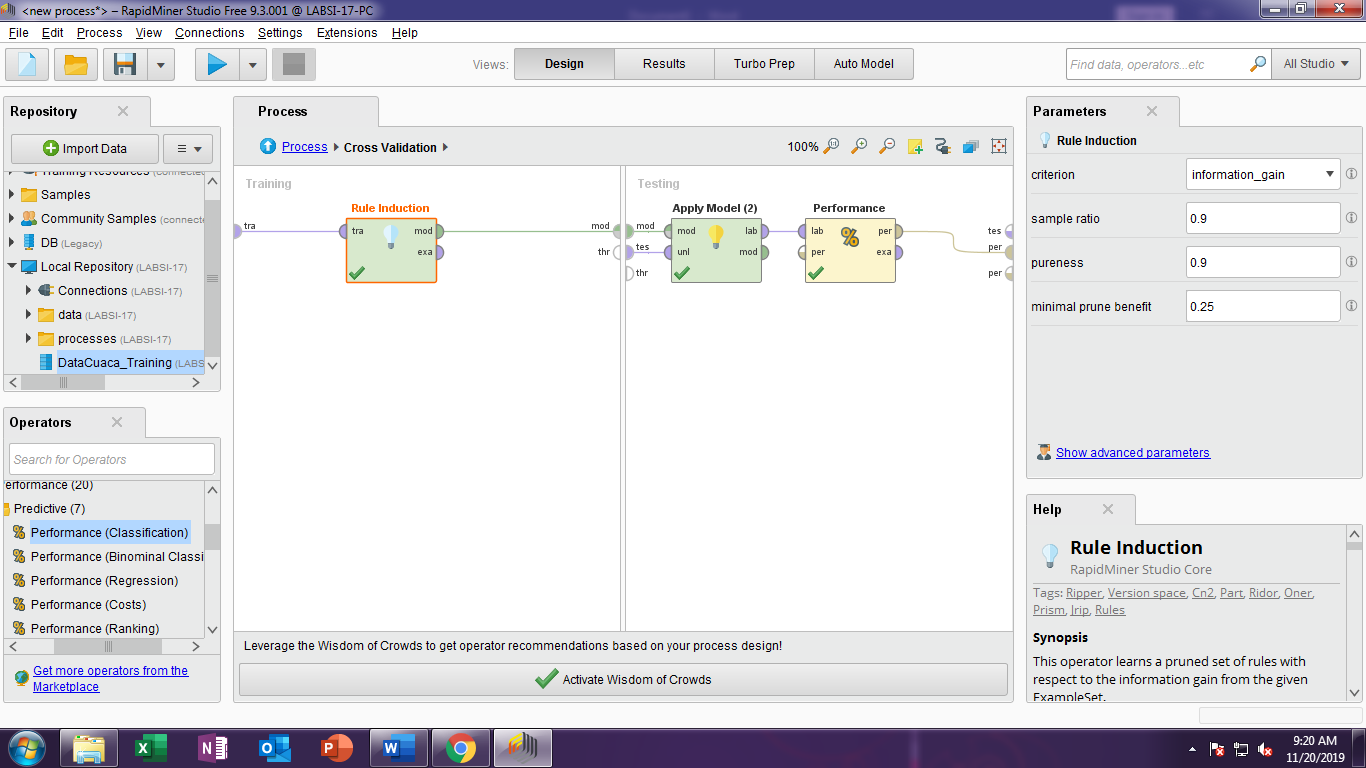 <new process*> – RapidMiner Studio Free 9.3.001 @ LABSI-17-PC
File Edit Process View Connections Settings Extensions Help
Views: Design Results Turbo Prep Auto Model
Find data, operators...etc
All Studio
Repository
Import Data
Training Resources (connected
Samples
Community Samples (connecte
DB (Legacy)
Local Repository (LABSI-17)
Connections (LABSI-17)
data (LABSI-17)
processes (LABSI-17)
DataCuaca_Training (LABS
Operators
Search for Operators
erformance (20)
Predictive (7)
Performance (Classification)
Performance (Binominal Classi
Performance (Regression)
Performance (Costs)
Performance (Ranking)
Get more operators from the
Marketplace
Process
Process Cross Validation
100%
Training
Rule Induction
tra
tra mod
exa
mod
thr
Testing
Apply Model (2)
mod
tes
thr
mod lab
unl mod
Performance
lab per
per exa
tes
per
per
Leverage the Wisdom of Crowds to get operator recommendations based on your process design!
Activate Wisdom of Crowds
Parameters
Rule Induction
criterion information_gain
sample ratio 0.9
pureness 0.9
minimal prune benefit 0.25
Show advanced parameters
Help
Rule Induction
RapidMiner Studio Core
Tags: Ripper, Version space, Cn2, Part, Ridor, Oner,
Prism, Jrip, Rules
Synopsis
This operator learns a pruned set of rules with
respect to the information gain from the given
ExampleSet.
9:20 AM
11/20/2019